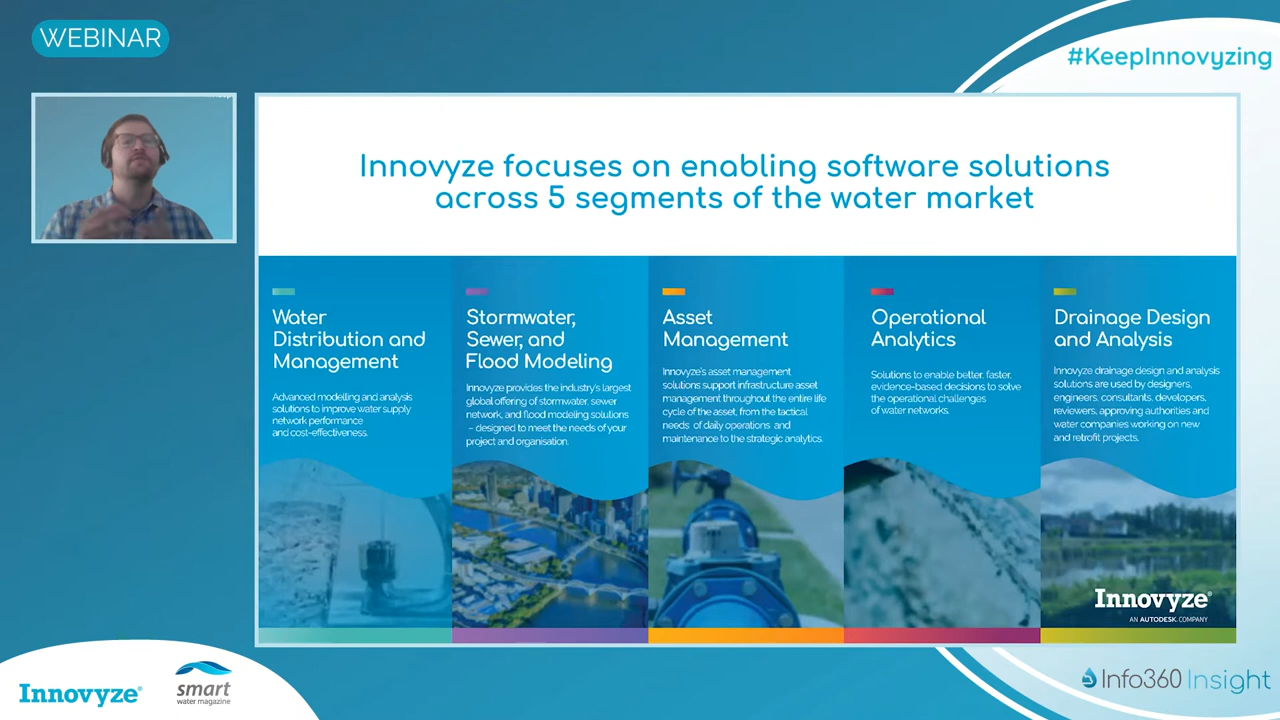 WEBINAR
#KeepInnovyzing
Innovyze focuses on enabling software solutions
across 5 segments of the water market
Water
Distribution and
Management
Advanced modelling and analysis
solutions to improve water supply
network performance
and cost-effectiveness.
Stormwater,
Sewer, and
Flood Modeling
Innovyze provides the industry's largest
global offering of stormwater, sewer
network, and flood modeling solutions
– designed to meet the needs of your
project and organisation.
Asset
Management
Innovyze's asset management
solutions support infrastructure asset
management throughout the entire life
cycle of the asset, from the tactical
needs of daily operations and
maintenance to the strategic analytics.
Operational
Analytics
Solutions to enable better, faster,
evidence-based decisions to solve
the operational challenges
of water networks.
Drainage Design
and Analysis
Innovyze drainage design and analysis
solutions are used by designers,
engineers, consultants, developers,
reviewers, approving authorities and
water companies working on new
and retrofit projects.
Innovyze®
AN AUTODESK COMPANY
Innovyze®
smart
water magazine
Info360 Insight